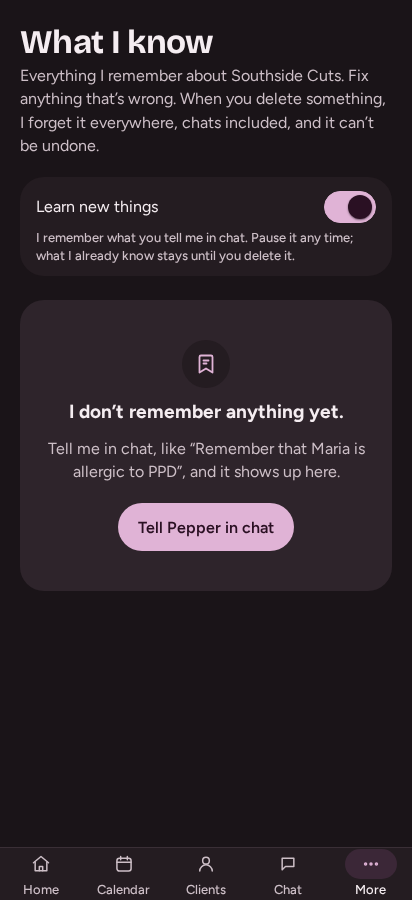 What I know
Everything I remember about Southside Cuts. Fix
anything that’s wrong. When you delete something,
I forget it everywhere, chats included, and it can’t
be undone.
Learn new things
I remember what you tell me in chat. Pause it any time;
what I already know stays until you delete it.
I don’t remember anything yet.
Tell me in chat, like “Remember that Maria is
allergic to PPD”, and it shows up here.
Tell Pepper in chat
Home
Calendar
Clients
Chat
More